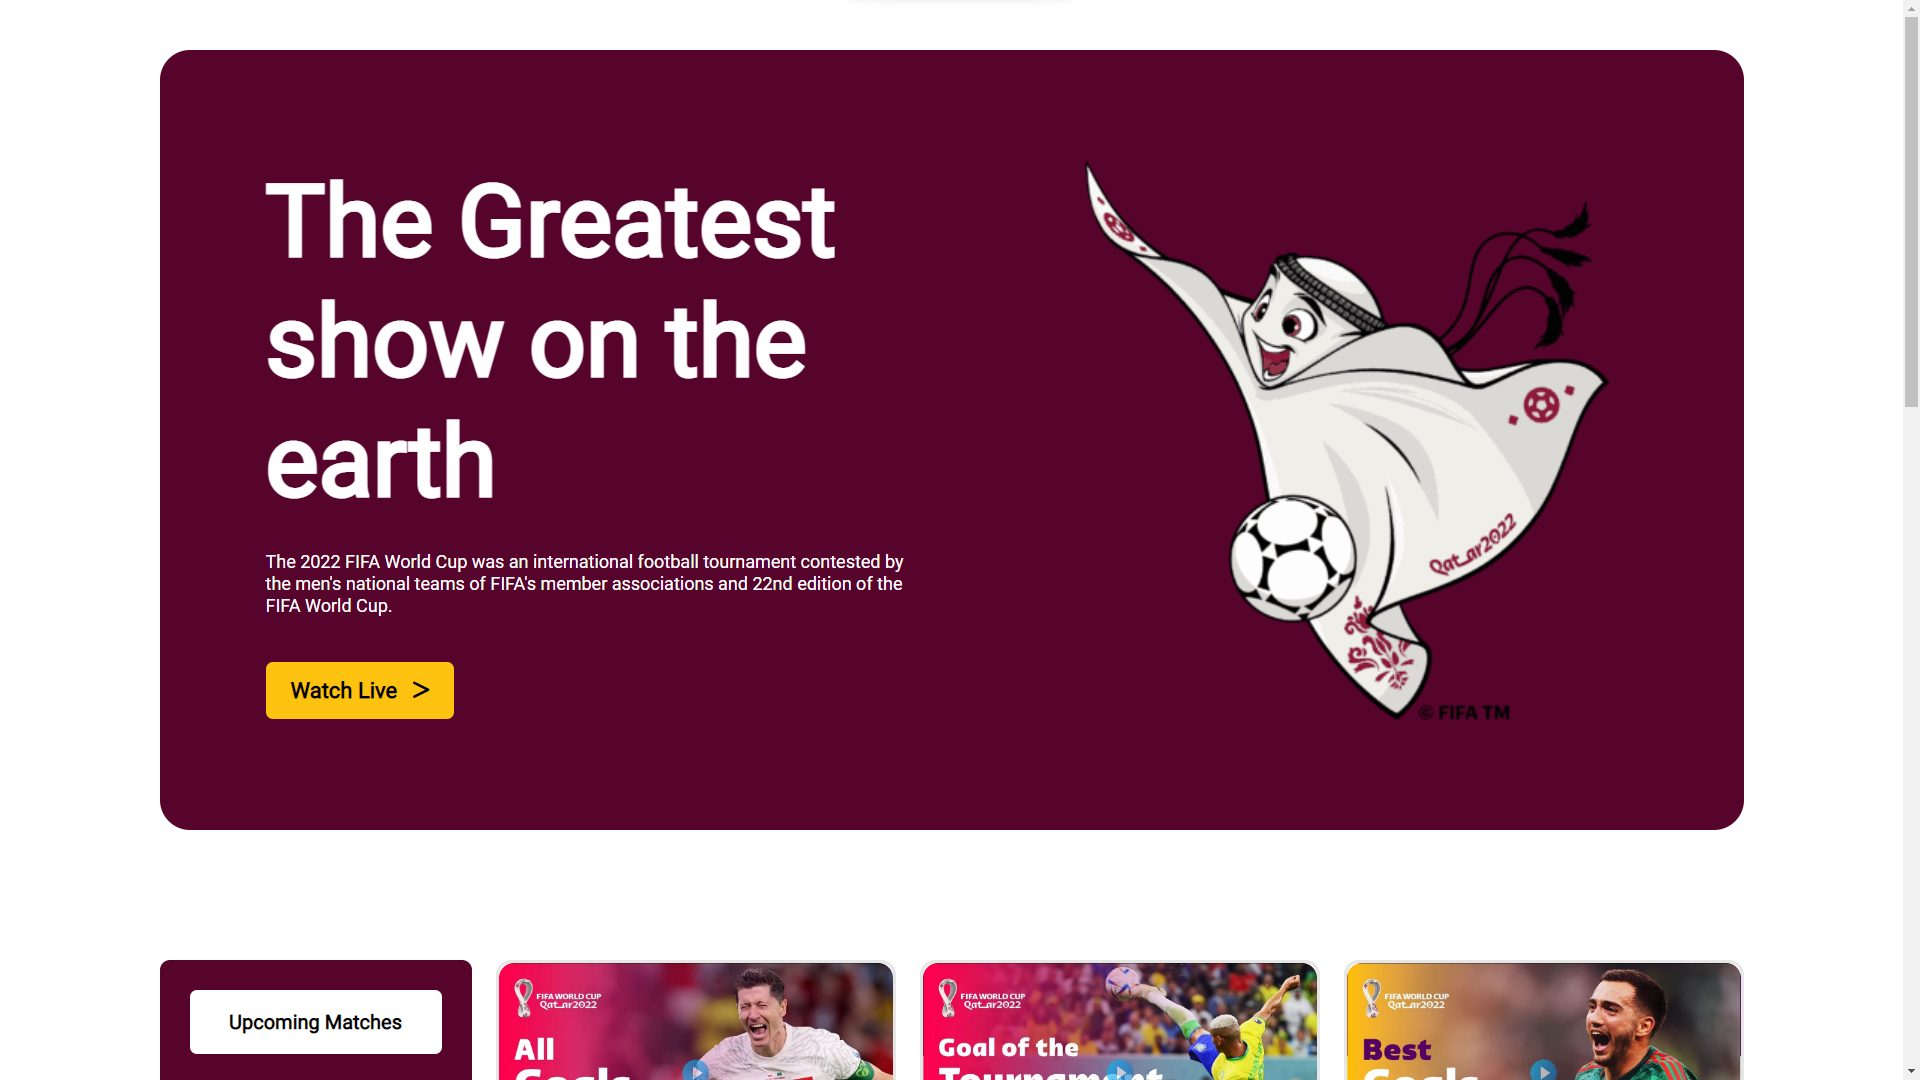 The Greatest
show on the
earth
The 2022 FIFA World Cup was an international football tournament contested by
the men's national teams of FIFA's member associations and 22nd edition of the
FIFA World Cup.
Watch Live >
Qatar2022
© FIFA TM
Upcoming Matches
FIFA WORLD CUP
Qatar2022
All
Goals
FIFA WORLD CUP
Qatar2022
Goal of the
Tournament
FIFA WORLD CUP
Qatar2022
Best
Goals